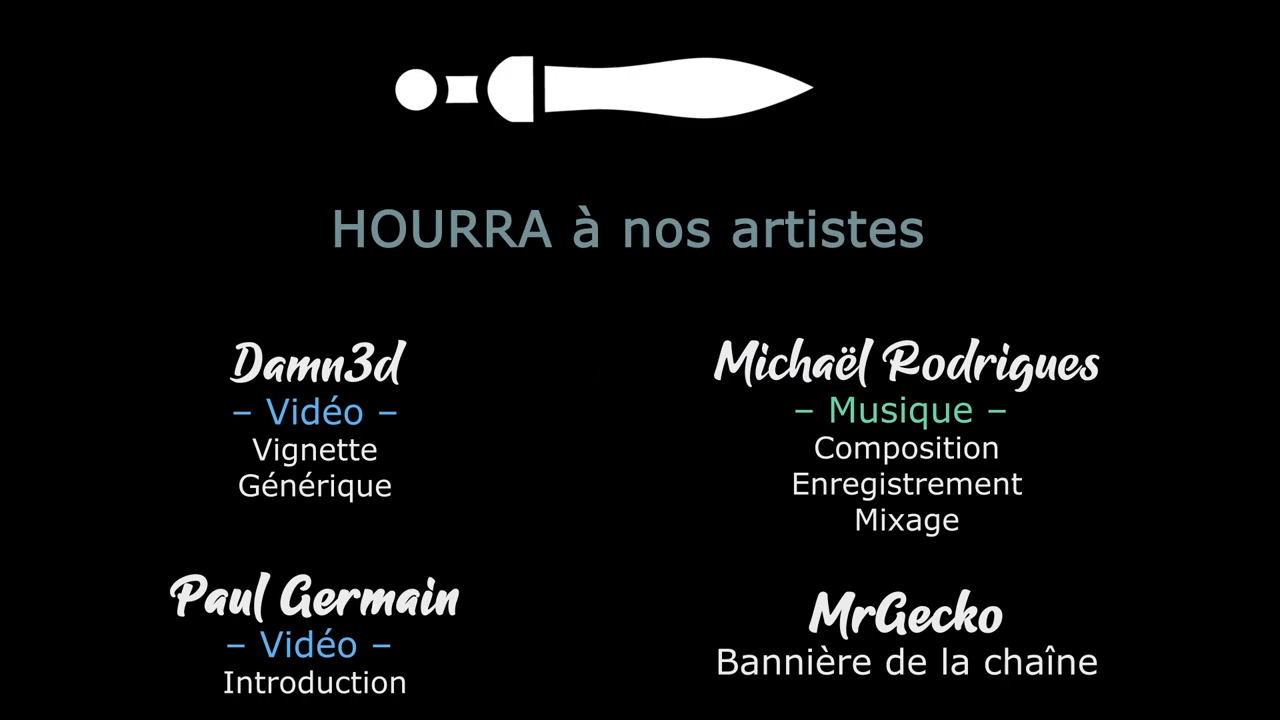 HOURRA à nos artistes
Damn3d
– Vidéo –
Vignette
Générique
Michaël Rodrigues
– Musique –
Composition
Enregistrement
Mixage
Paul Germain
– Vidéo –
Introduction
MrGecko
Bannière de la chaîne